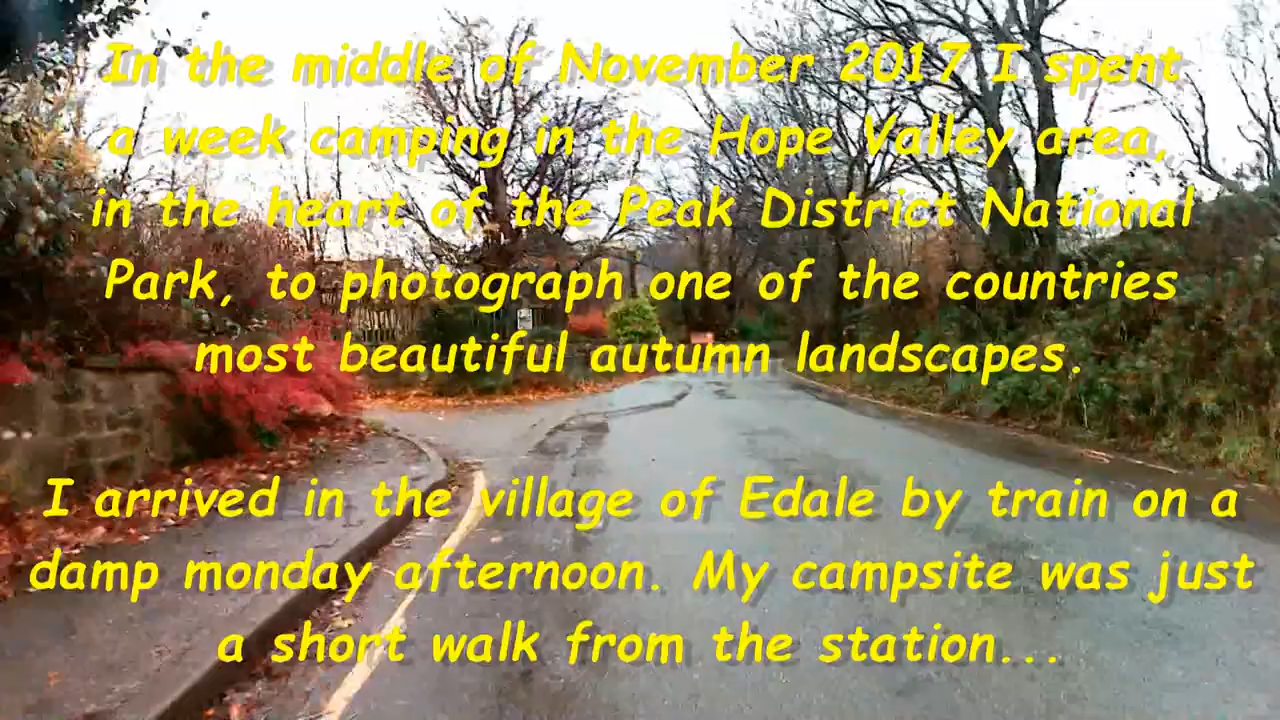 In the middle of November 2017 I spent
a week camping in the Hope Valley area,
in the heart of the Peak District National
Park, to photograph one of the countries
most beautiful autumn landscapes.
I arrived in the village of Edale by train on a
damp monday afternoon. My campsite was just
a short walk from the station...